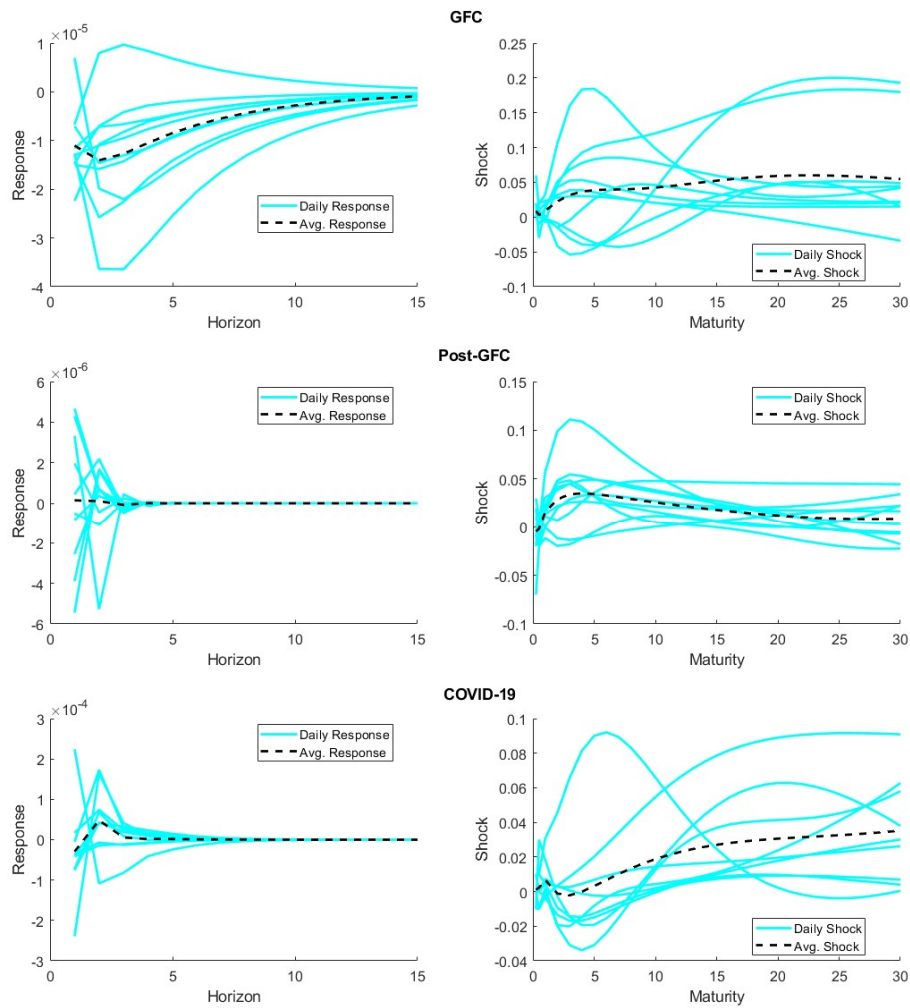 GFC
×10⁻⁵
1
0
-1
-2
-3
-4
Response
0 5 10 15
Horizon
Daily Response
Avg. Response
0.25
0.2
0.15
0.1
0.05
0
-0.05
-0.1
Shock
0 5 10 15 20 25 30
Maturity
Daily Shock
Avg. Shock
Post-GFC
×10⁻⁶
6
4
2
0
-2
-4
-6
Response
0 5 10 15
Horizon
Daily Response
Avg. Response
0.15
0.1
0.05
0
-0.05
-0.1
Shock
0 5 10 15 20 25 30
Maturity
Daily Shock
Avg. Shock
COVID-19
×10⁻⁴
3
2
1
0
-1
-2
-3
Response
0 5 10 15
Horizon
Daily Response
Avg. Response
0.1
0.08
0.06
0.04
0.02
0
-0.02
-0.04
Shock
0 5 10 15 20 25 30
Maturity
Daily Shock
Avg. Shock